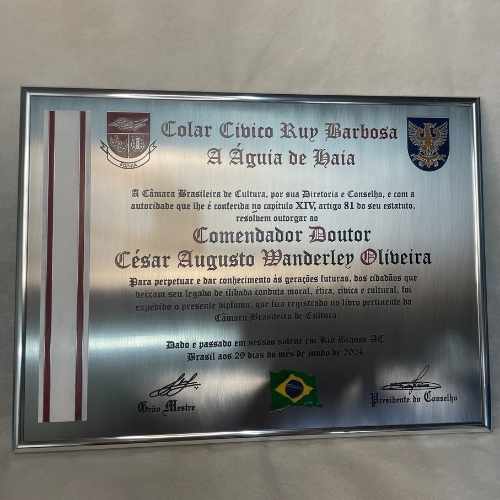 Colar Cívico Ruy Barbosa
A Águia de Haia
A Câmara Brasileira de Cultura, por sua Diretoria e Conselho, e com a
autoridade que lhe é conferida no capítulo XIV, artigo 81 do seu estatuto,
resolvem outorgar ao
Comendador Doutor
César Augusto Wanderley Oliveira
Para perpetuar e dar conhecimento às gerações futuras, dos cidadãos que
deixam seu legado de ilibada conduta moral, ética, cívica e cultural, foi
expedido o presente diploma, que fica registrado no livro pertinente da
Câmara Brasileira de Cultura
Dado e passado em sessão solene em Rio Branco AC,
Brasil aos 29 dias do mês de junho de 2024
Grão Mestre
Presidente do Conselho